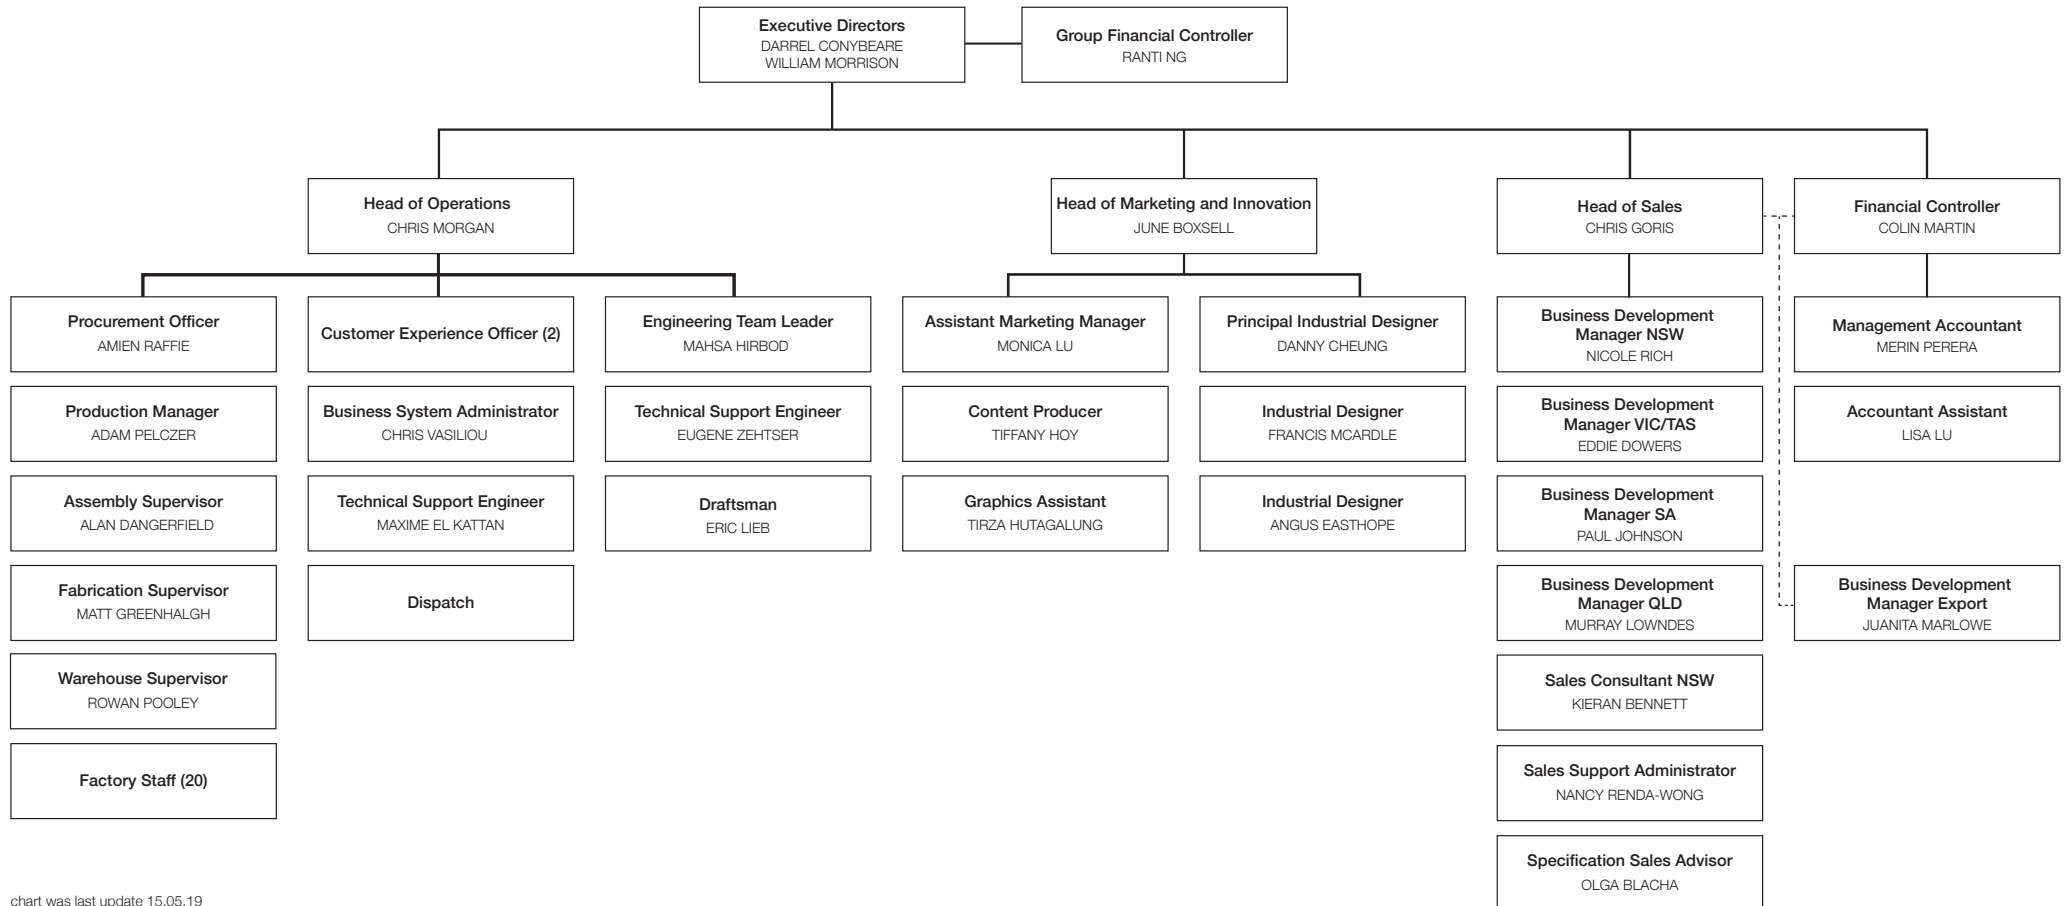 Executive Directors
DARREL CONYBEARE
WILLIAM MORRISON
Group Financial Controller
RANTI NG
Head of Operations
CHRIS MORGAN
Head of Marketing and Innovation
JUNE BOXSELL
Head of Sales
CHRIS GORIS
Financial Controller
COLIN MARTIN
Procurement Officer
AMIEN RAFFIE
Production Manager
ADAM PELCZER
Assembly Supervisor
ALAN DANGERFIELD
Fabrication Supervisor
MATT GREENHALGH
Warehouse Supervisor
ROWAN POOLEY
Factory Staff (20)
Customer Experience Officer (2)
Business System Administrator
CHRIS VASILIOU
Technical Support Engineer
MAXIME EL KATTAN
Dispatch
Engineering Team Leader
MAHSA HIRBOD
Technical Support Engineer
EUGENE ZEHTSER
Draftsman
ERIC LIEB
Assistant Marketing Manager
MONICA LU
Content Producer
TIFFANY HOY
Graphics Assistant
TIRZA HUTAGALUNG
Principal Industrial Designer
DANNY CHEUNG
Industrial Designer
FRANCIS MCARDLE
Industrial Designer
ANGUS EASTHOPE
Business Development
Manager NSW
NICOLE RICH
Business Development
Manager VIC/TAS
EDDIE DOWERS
Business Development
Manager SA
PAUL JOHNSON
Business Development
Manager QLD
MURRAY LOWNDES
Sales Consultant NSW
KIERAN BENNETT
Sales Support Administrator
NANCY RENDA-WONG
Specification Sales Advisor
OLGA BLACHA
Management Accountant
MERIN PERERA
Accountant Assistant
LISA LU
Business Development
Manager Export
JUANITA MARLOWE
chart was last update 15.05.19